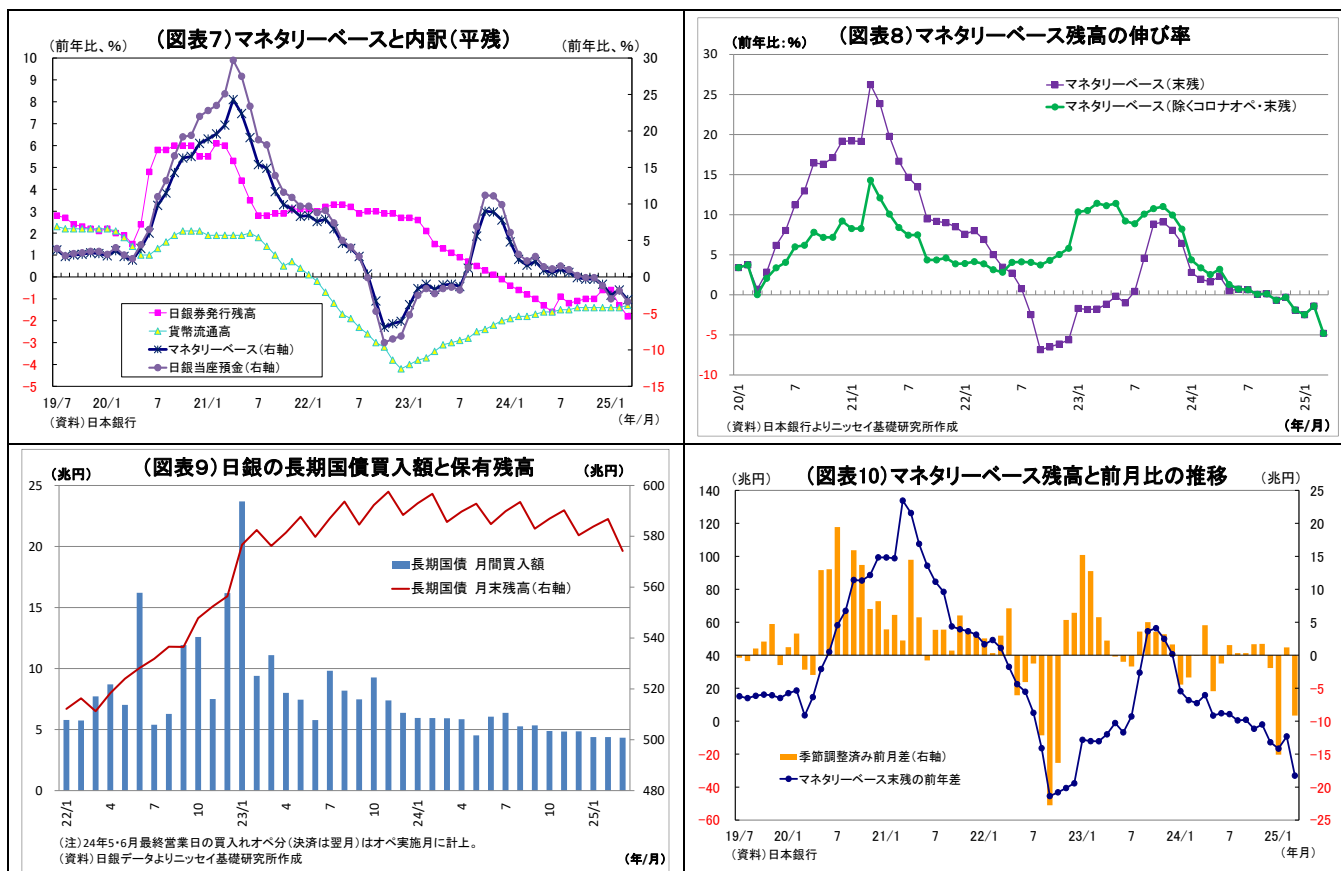 (図表7)マネタリーベースと内訳(平残)
(前年比、%)
(前年比、%)
10
9
8
7
6
5
4
3
2
1
0
-1
-2
-3
-4
-5
30
25
20
15
10
5
0
-5
-10
-15
日銀券発行残高
貨幣流通高
マネタリーベース(右軸)
日銀当座預金(右軸)
19/7 20/1 7 21/1 7 22/1 7 23/1 7 24/1 7 25/1
(資料)日本銀行
(年/月)
(図表8)マネタリーベース残高の伸び率
(前年比:%)
30
25
20
15
10
5
0
-5
-10
マネタリーベース(末残)
マネタリーベース(除くコロナオペ・末残)
20/1 7 21/1 7 22/1 7 23/1 7 24/1 7 25/1
(資料)日本銀行よりニッセイ基礎研究所作成
(年/月)
(図表9)日銀の長期国債買入額と保有残高
(兆円)
(兆円)
25
20
15
10
5
0
600
580
560
540
520
500
480
長期国債 月間買入額
長期国債 月末残高(右軸)
22/1 4 7 10 23/1 4 7 10 24/1 4 7 10 25/1
(注)24年5・6月最終営業日の買入れオペ分(決済は翌月)はオペ実施月に計上。
(資料)日銀データよりニッセイ基礎研究所作成
(年/月)
(図表10)マネタリーベース残高と前月比の推移
(兆円)
(兆円)
140
120
100
80
60
40
20
0
-20
-40
-60
25
20
15
10
5
0
-5
-10
-15
-20
-25
季節調整済み前月差(右軸)
マネタリーベース末残の前年差
19/7 20/1 7 21/1 7 22/1 7 23/1 7 24/1 7 25/1
(資料)日本銀行
(年/月)